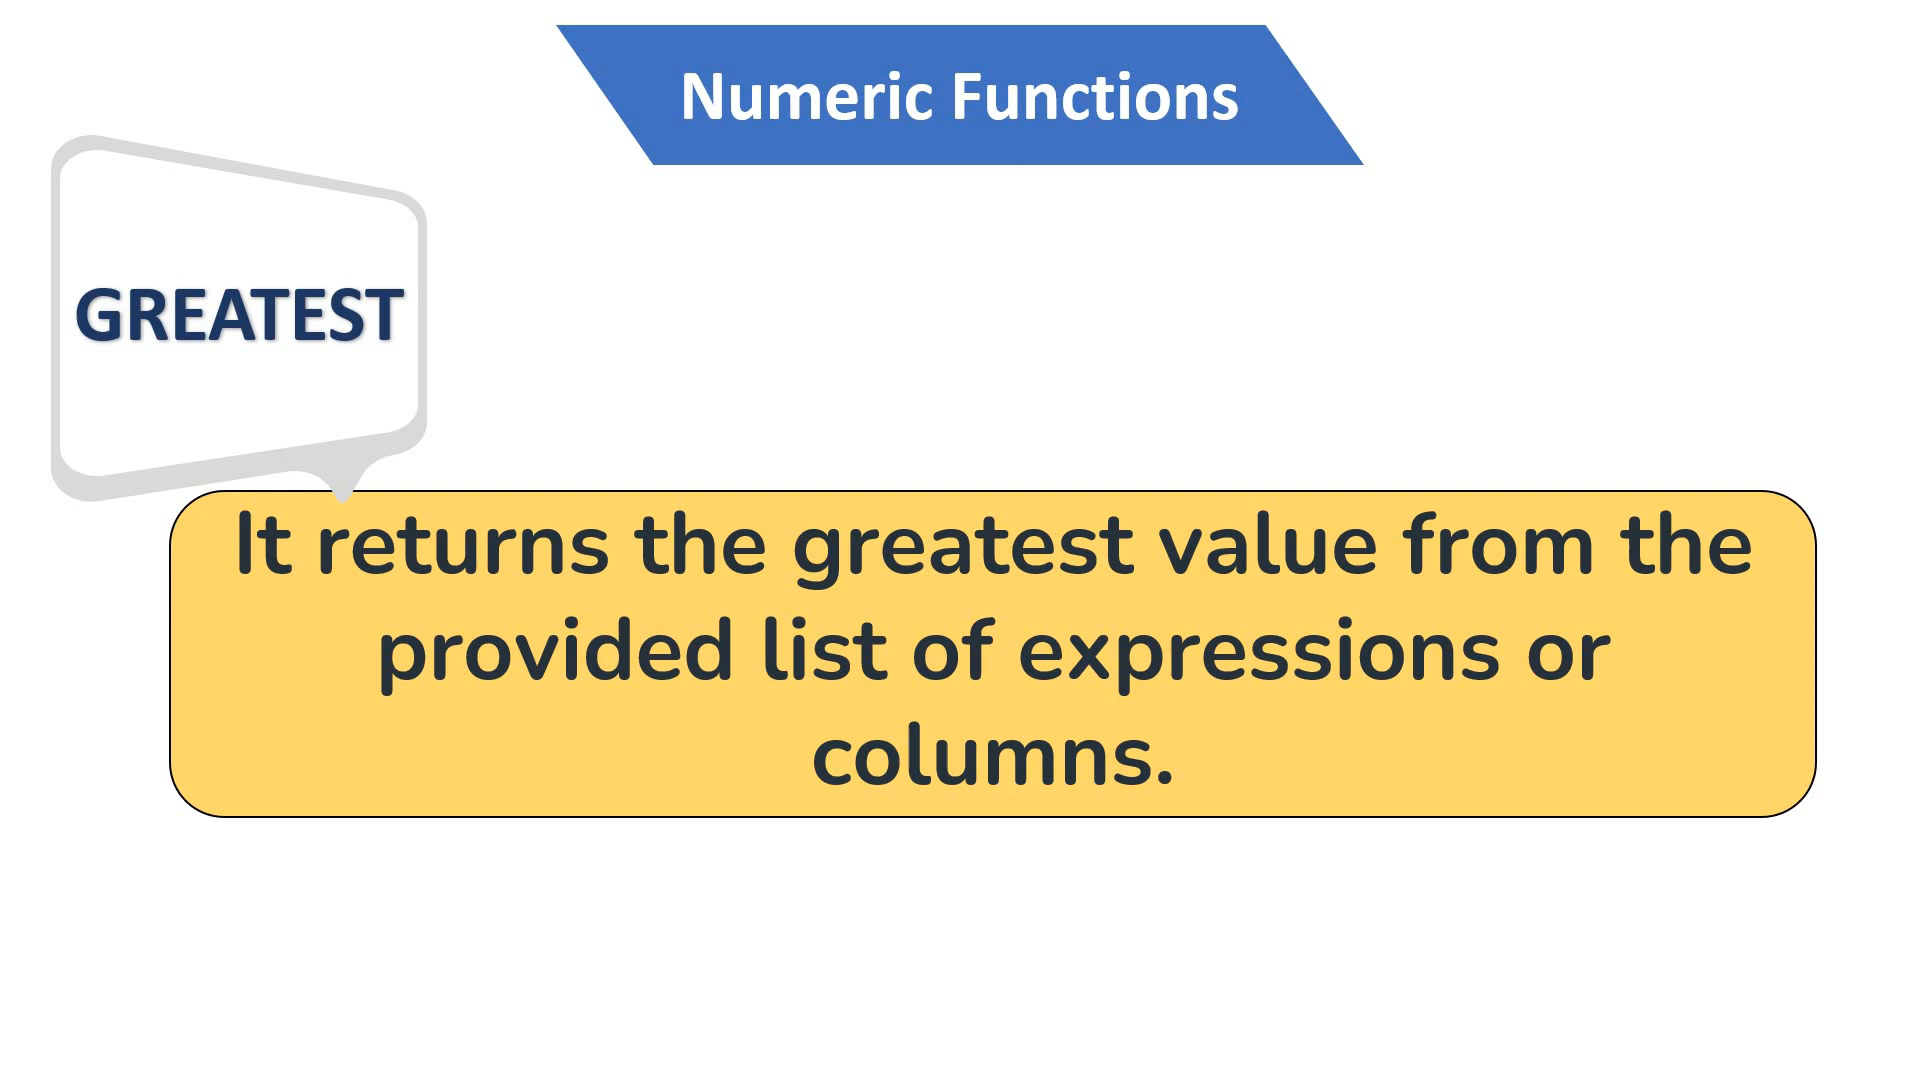 Numeric Functions
GREATEST
It returns the greatest value from the
provided list of expressions or
columns.